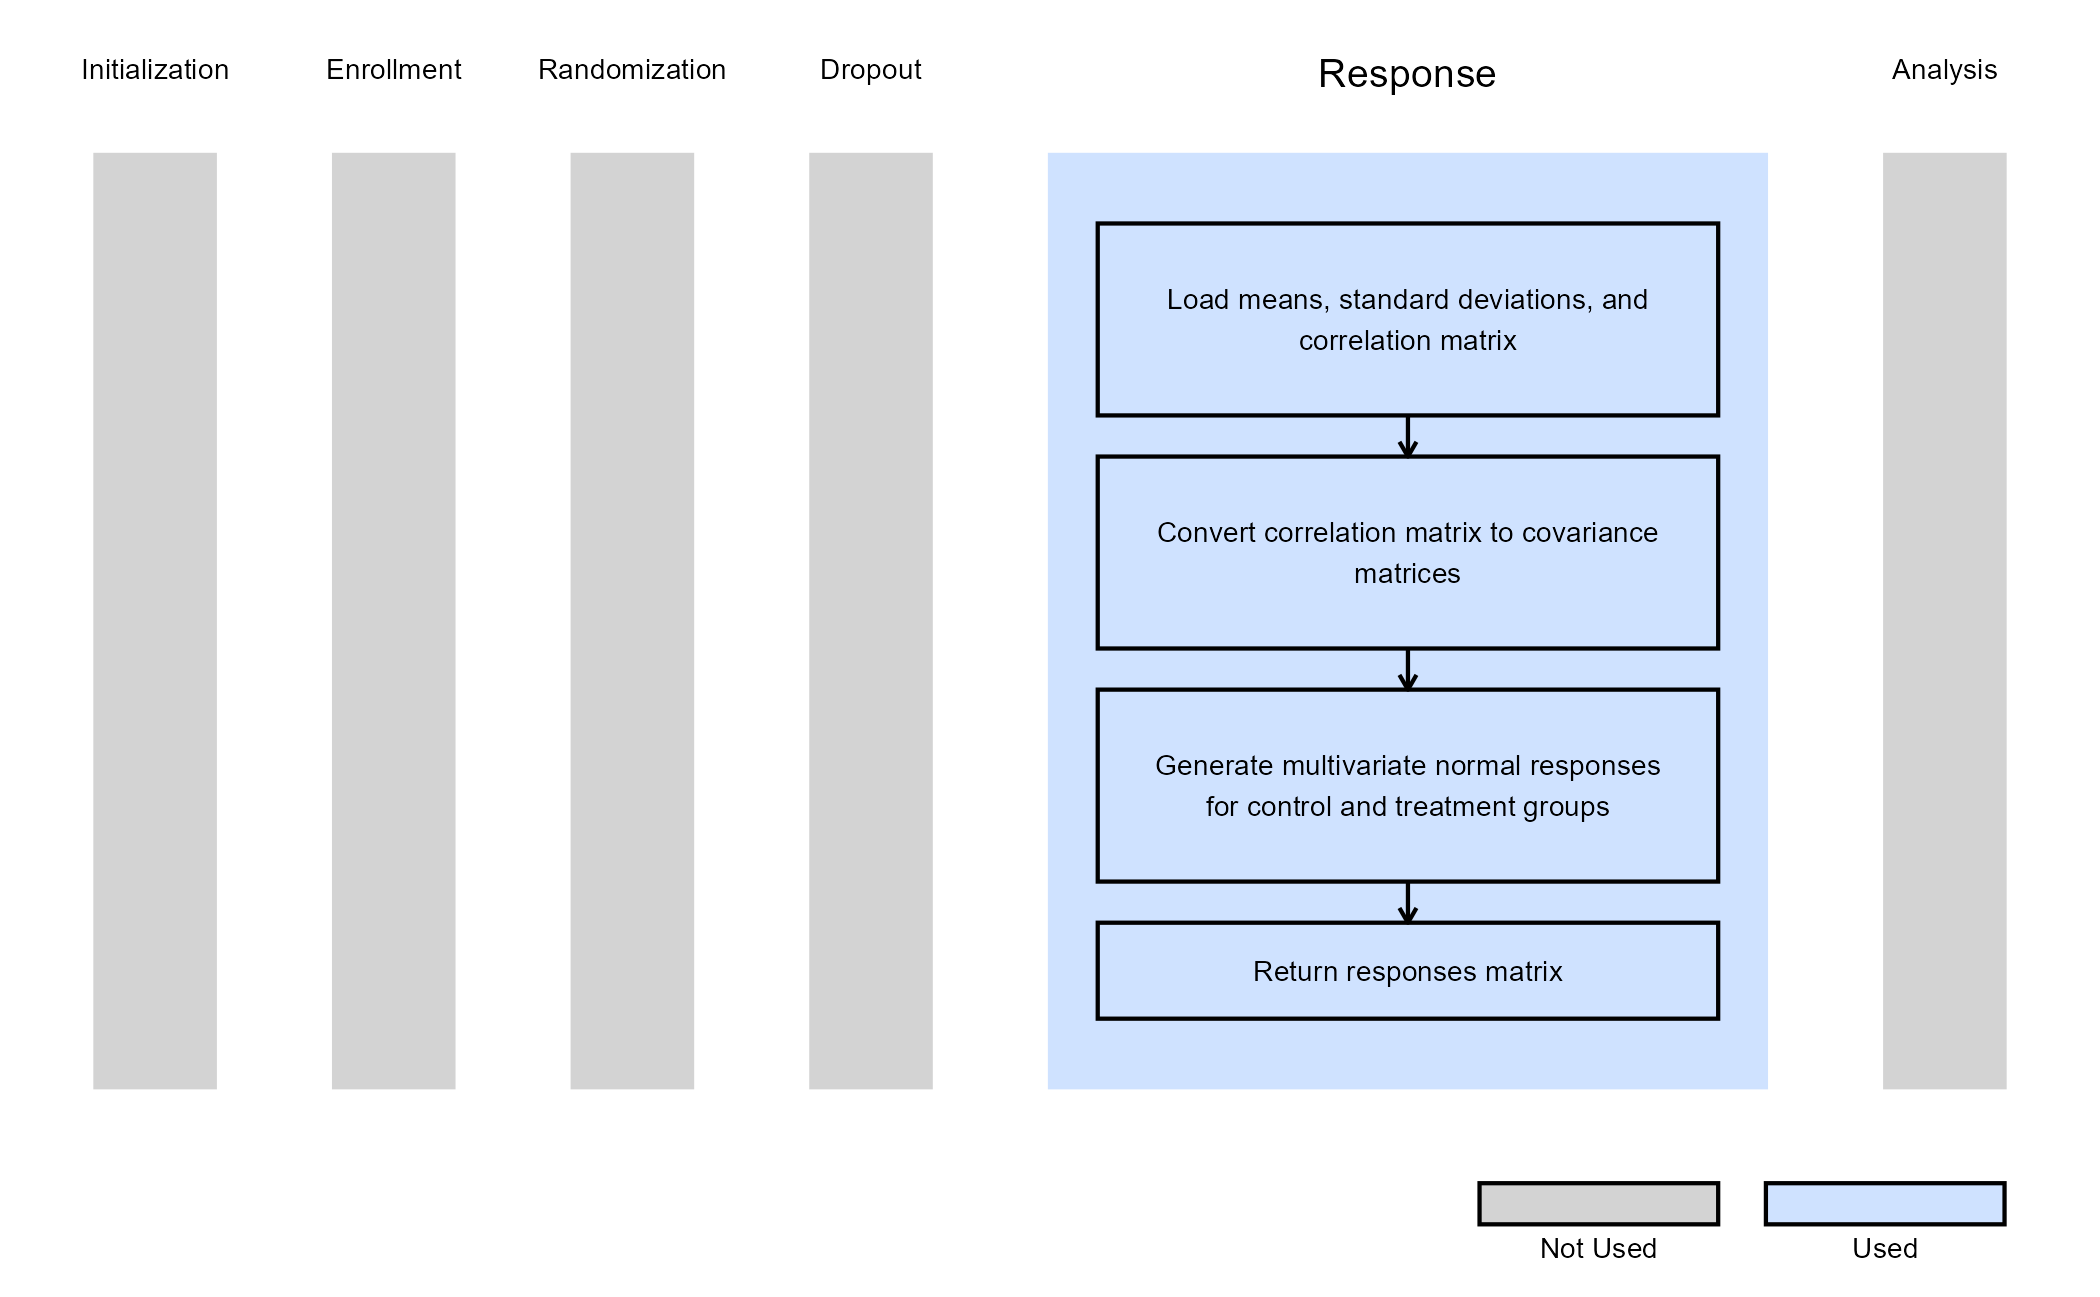 Initialization
Enrollment
Randomization
Dropout
Response
Analysis
Load means, standard deviations, and
correlation matrix
Convert correlation matrix to covariance
matrices
Generate multivariate normal responses
for control and treatment groups
Return responses matrix
Not Used
Used